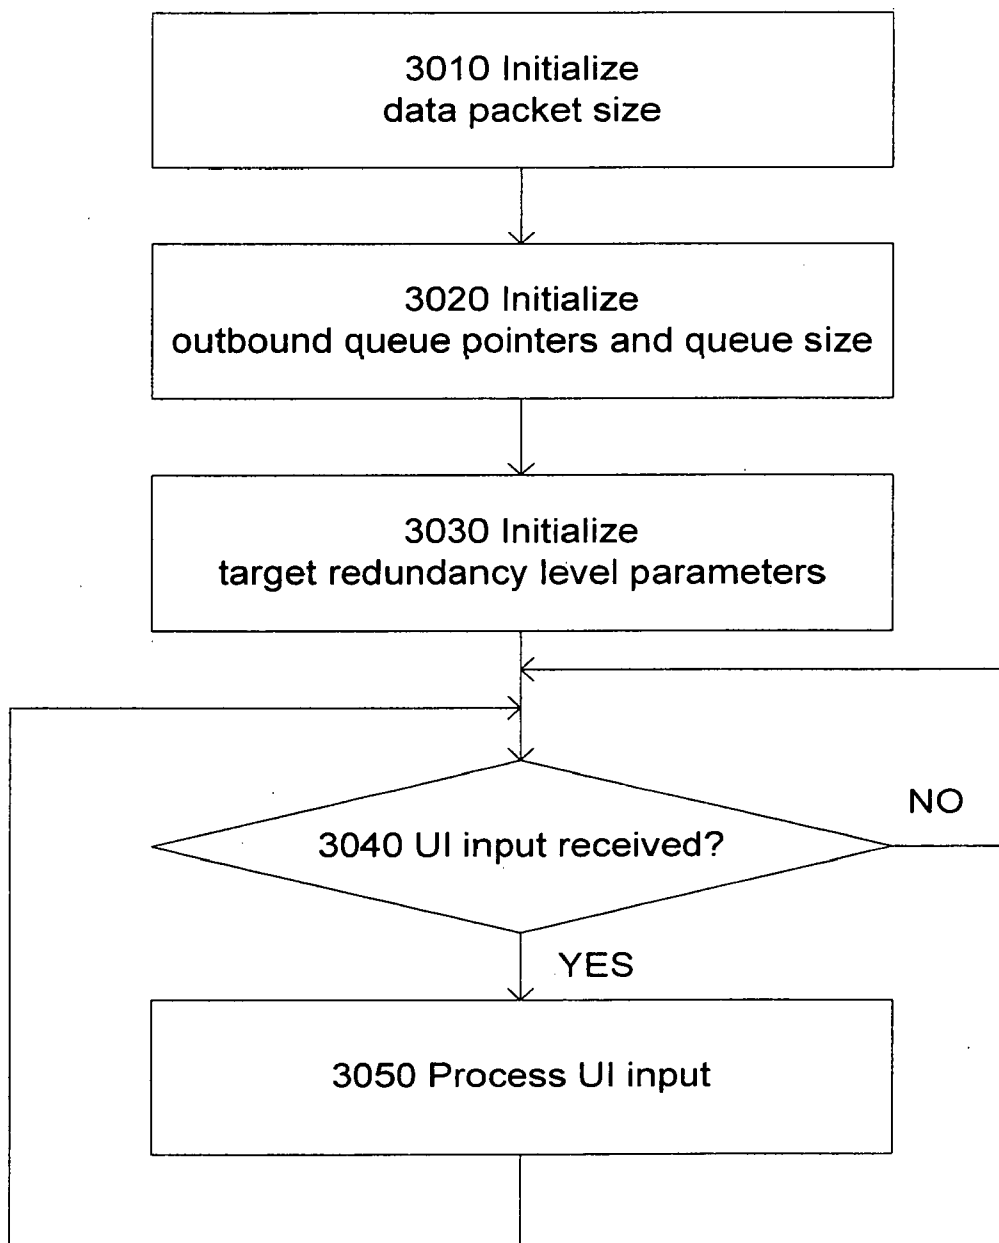 3010 Initialize
data packet size
3020 Initialize
outbound queue pointers and queue size
3030 Initialize
target redundancy level parameters
3040 UI input received?
NO
YES
3050 Process UI input